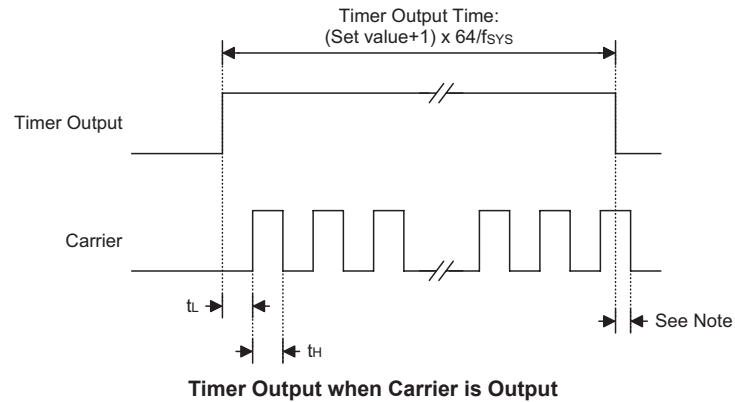 Timer Output Time:
(Set value+1) x 64/fSYS
Timer Output
Carrier
tL
See Note
tH
Timer Output when Carrier is Output